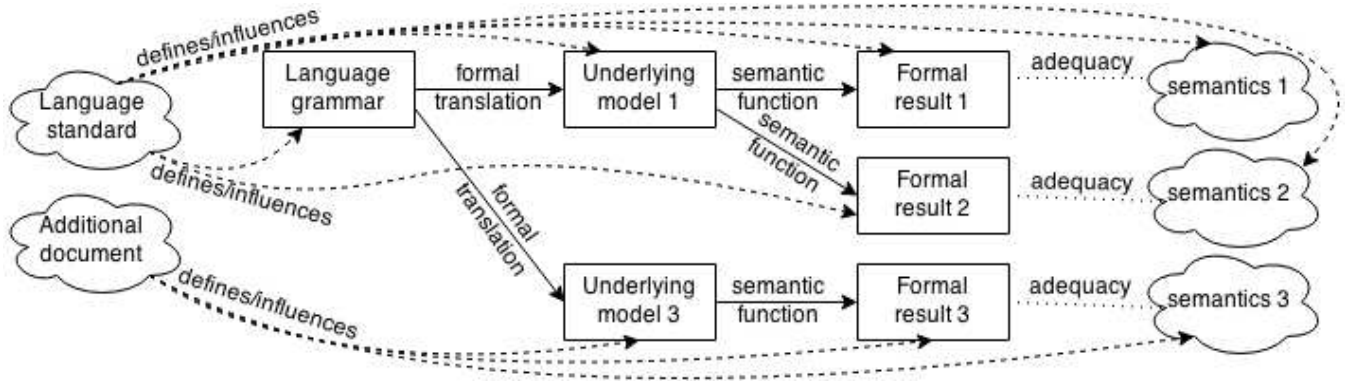 defines/influences
Language
standard
Language
grammar
formal
translation
Underlying
model 1
semantic
function
Formal
result 1
adequacy
semantics 1
semantic
function
defines/influences
formal
translation
Formal
result 2
adequacy
semantics 2
Additional
document
defines/influences
Underlying
model 3
semantic
function
Formal
result 3
adequacy
semantics 3